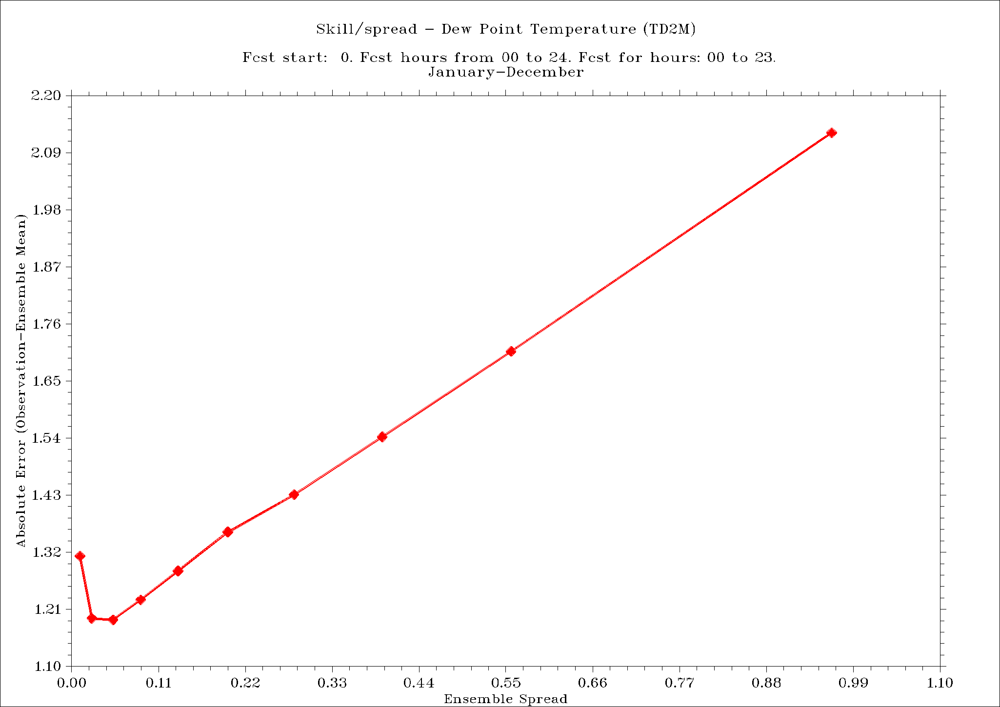 Skill/spread - Dew Point Temperature (TD2M)
Fcst start:  0. Fcst hours from 00 to 24. Fcst for hours: 00 to 23.
January-December
Absolute Error (Observation-Ensemble Mean)
2.20
2.09
1.98
1.87
1.76
1.65
1.54
1.43
1.32
1.21
1.10
0.00 0.11 0.22 0.33 0.44 0.55 0.66 0.77 0.88 0.99 1.10
Ensemble Spread